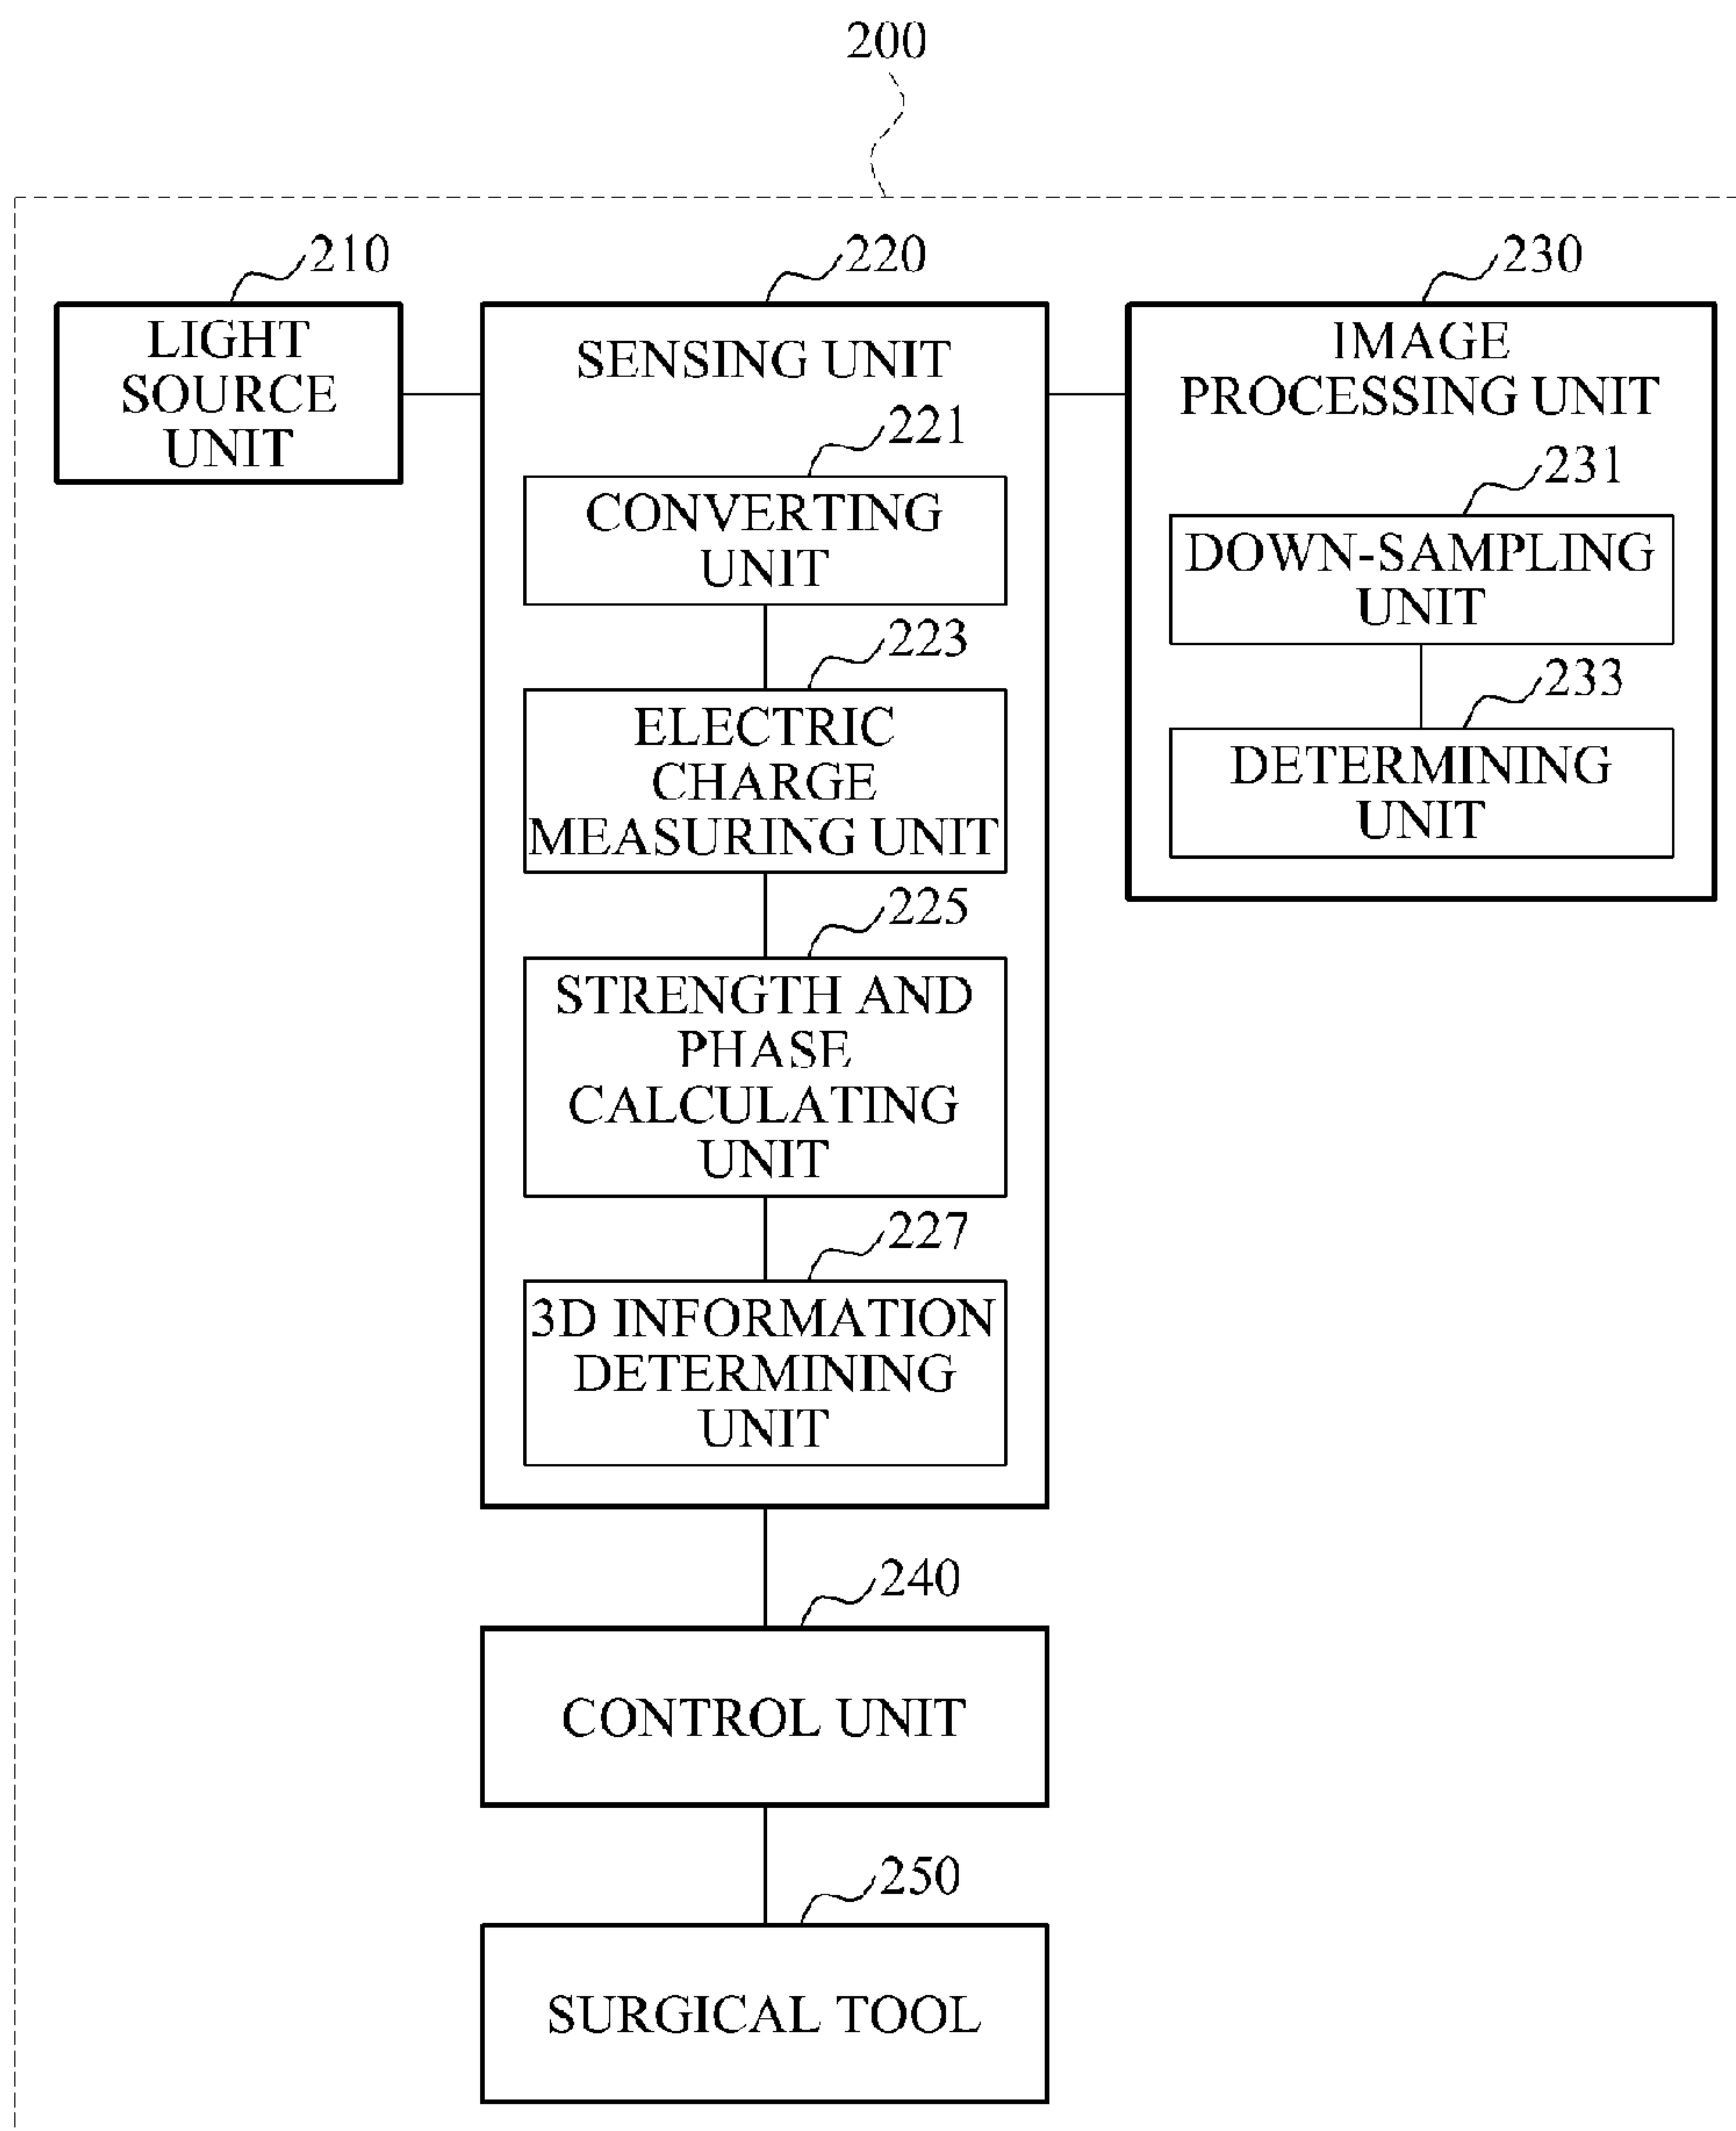 200
210
LIGHT
SOURCE
UNIT
220
SENSING UNIT
221
CONVERTING
UNIT
223
ELECTRIC
CHARGE
MEASURING UNIT
225
STRENGTH AND
PHASE
CALCULATING
UNIT
227
3D INFORMATION
DETERMINING
UNIT
230
IMAGE
PROCESSING UNIT
231
DOWN-SAMPLING
UNIT
233
DETERMINING
UNIT
240
CONTROL UNIT
250
SURGICAL TOOL